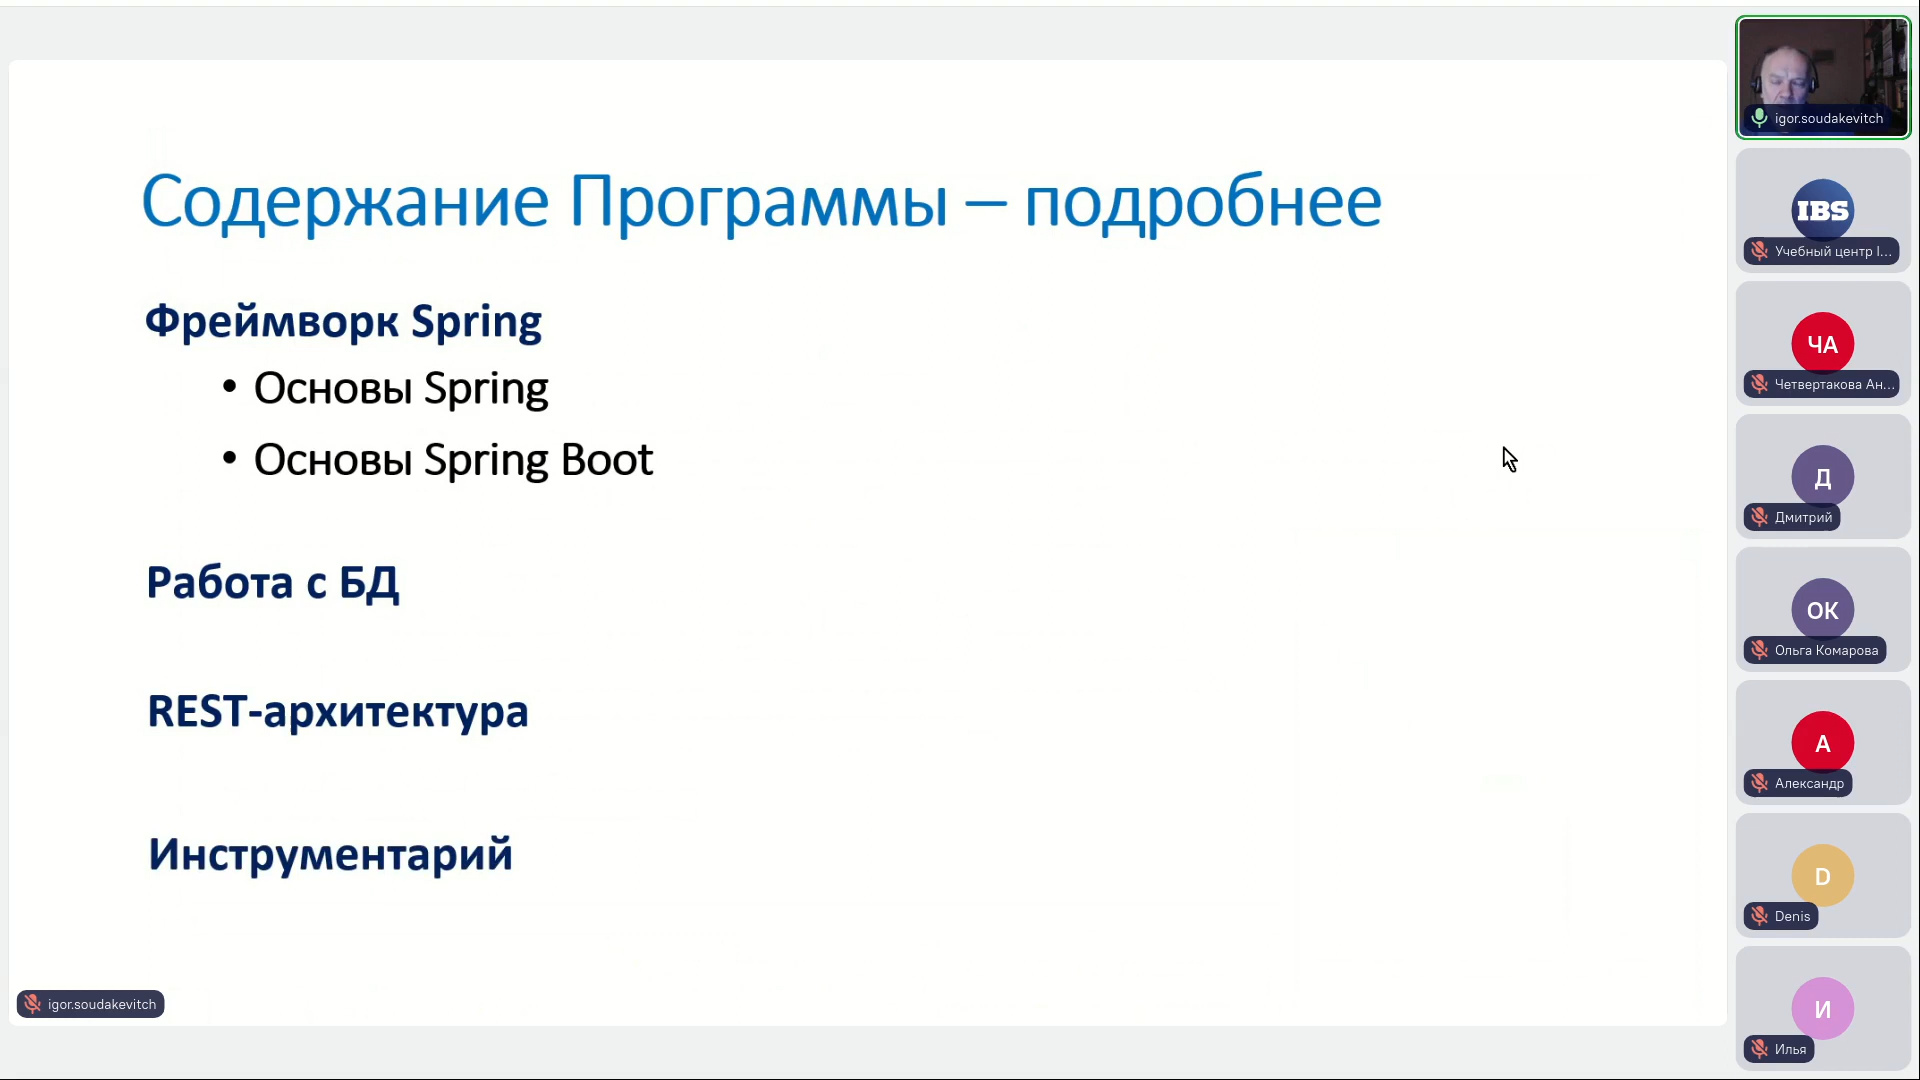 Содержание Программы – подробнее
Фреймворк Spring
• Основы Spring
• Основы Spring Boot
Работа с БД
REST-архитектура
Инструментарий
igor.soudakevitch
igor.soudakevitch
IBS
Учебный центр I...
ЧА
Четвертакова Ан...
Д
Дмитрий
ОК
Ольга Комарова
А
Александр
D
Denis
И
Илья